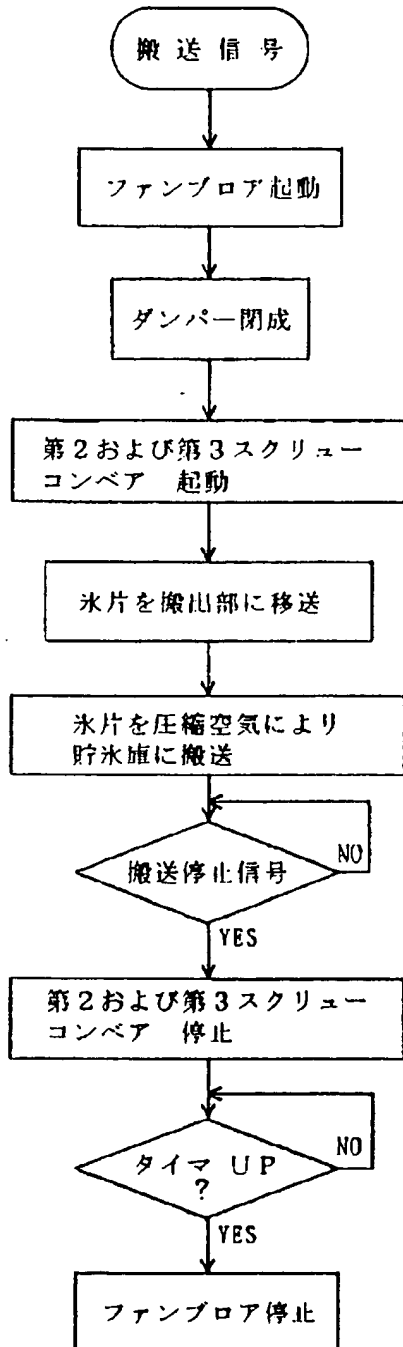 搬送信号
ファンブロア起動
ダンパー閉成
第2および第3スクリュー
コンベア 起動
氷片を搬出部に移送
氷片を圧縮空気により
貯氷庫に搬送
搬送停止信号
NO
YES
第2および第3スクリュー
コンベア 停止
タイマ UP
?
NO
YES
ファンブロア停止